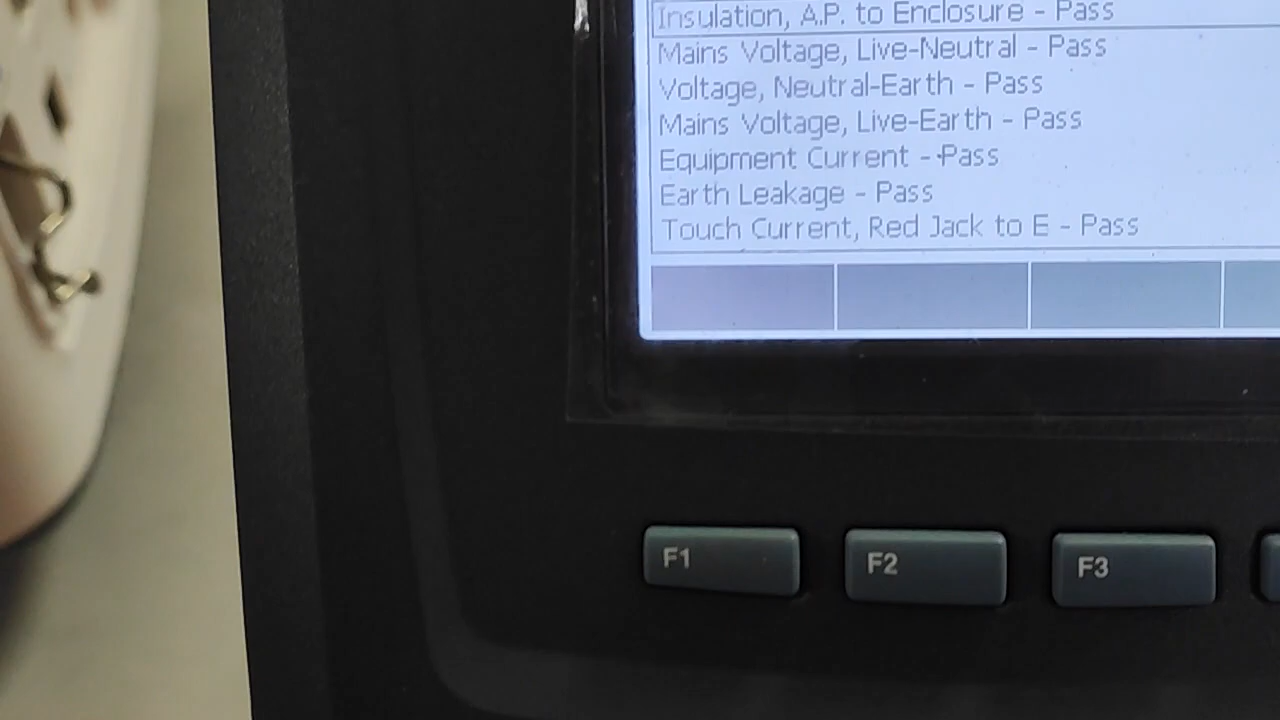 Insulation, A.P. to Enclosure - Pass
Mains Voltage, Live-Neutral - Pass
Voltage, Neutral-Earth - Pass
Mains Voltage, Live-Earth - Pass
Equipment Current - Pass
Earth Leakage - Pass
Touch Current, Red Jack to E - Pass
F1
F2
F3